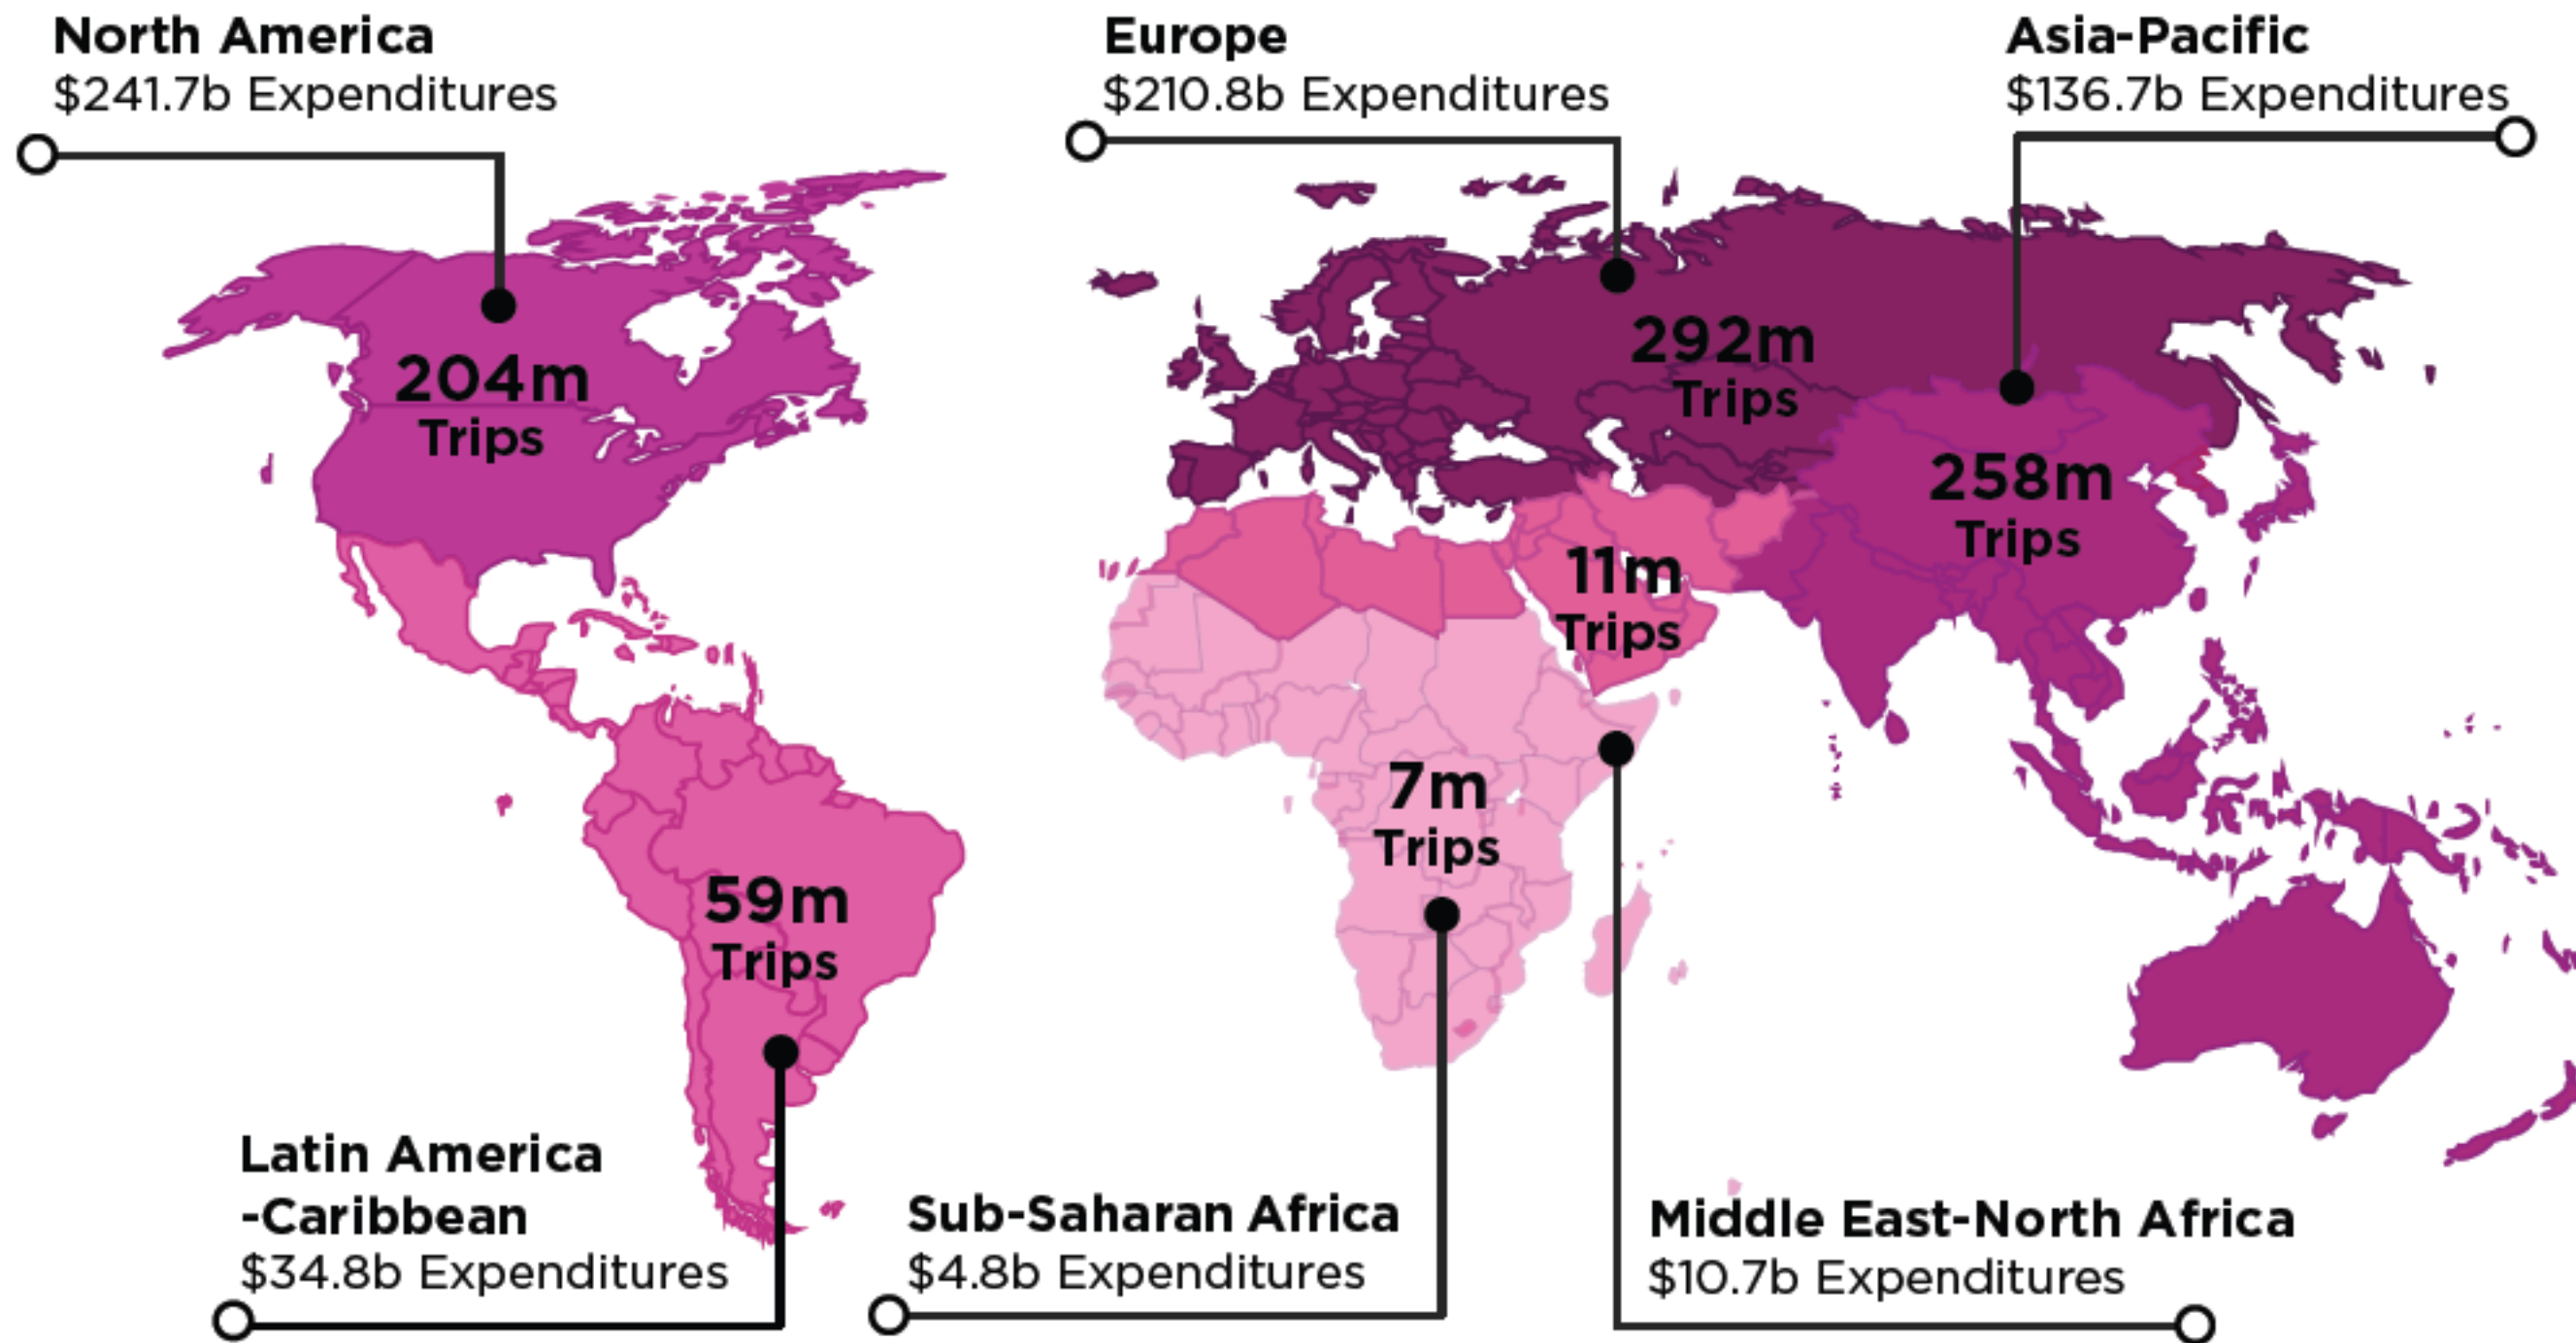 North America
$241.7b Expenditures
Europe
$210.8b Expenditures
Asia-Pacific
$136.7b Expenditures
204m
Trips
292m
Trips
258m
Trips
11m
Trips
7m
Trips
59m
Trips
Latin America
-Caribbean
$34.8b Expenditures
Sub-Saharan Africa
$4.8b Expenditures
Middle East-North Africa
$10.7b Expenditures